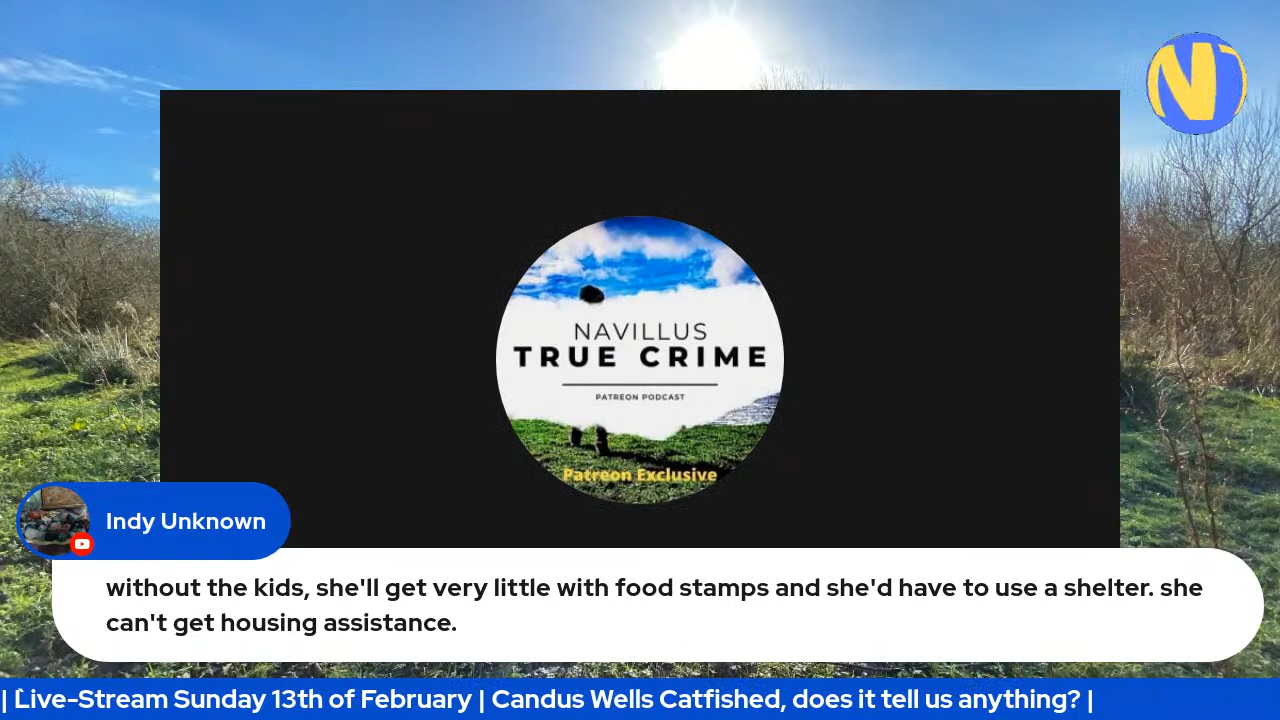 NT
NAVILLUS
TRUE CRIME
PATREON PODCAST
Patreon Exclusive
Indy Unknown
without the kids, she'll get very little with food stamps and she'd have to use a shelter. she
can't get housing assistance.
| Live-Stream Sunday 13th of February | Candus Wells Catfished, does it tell us anything? |